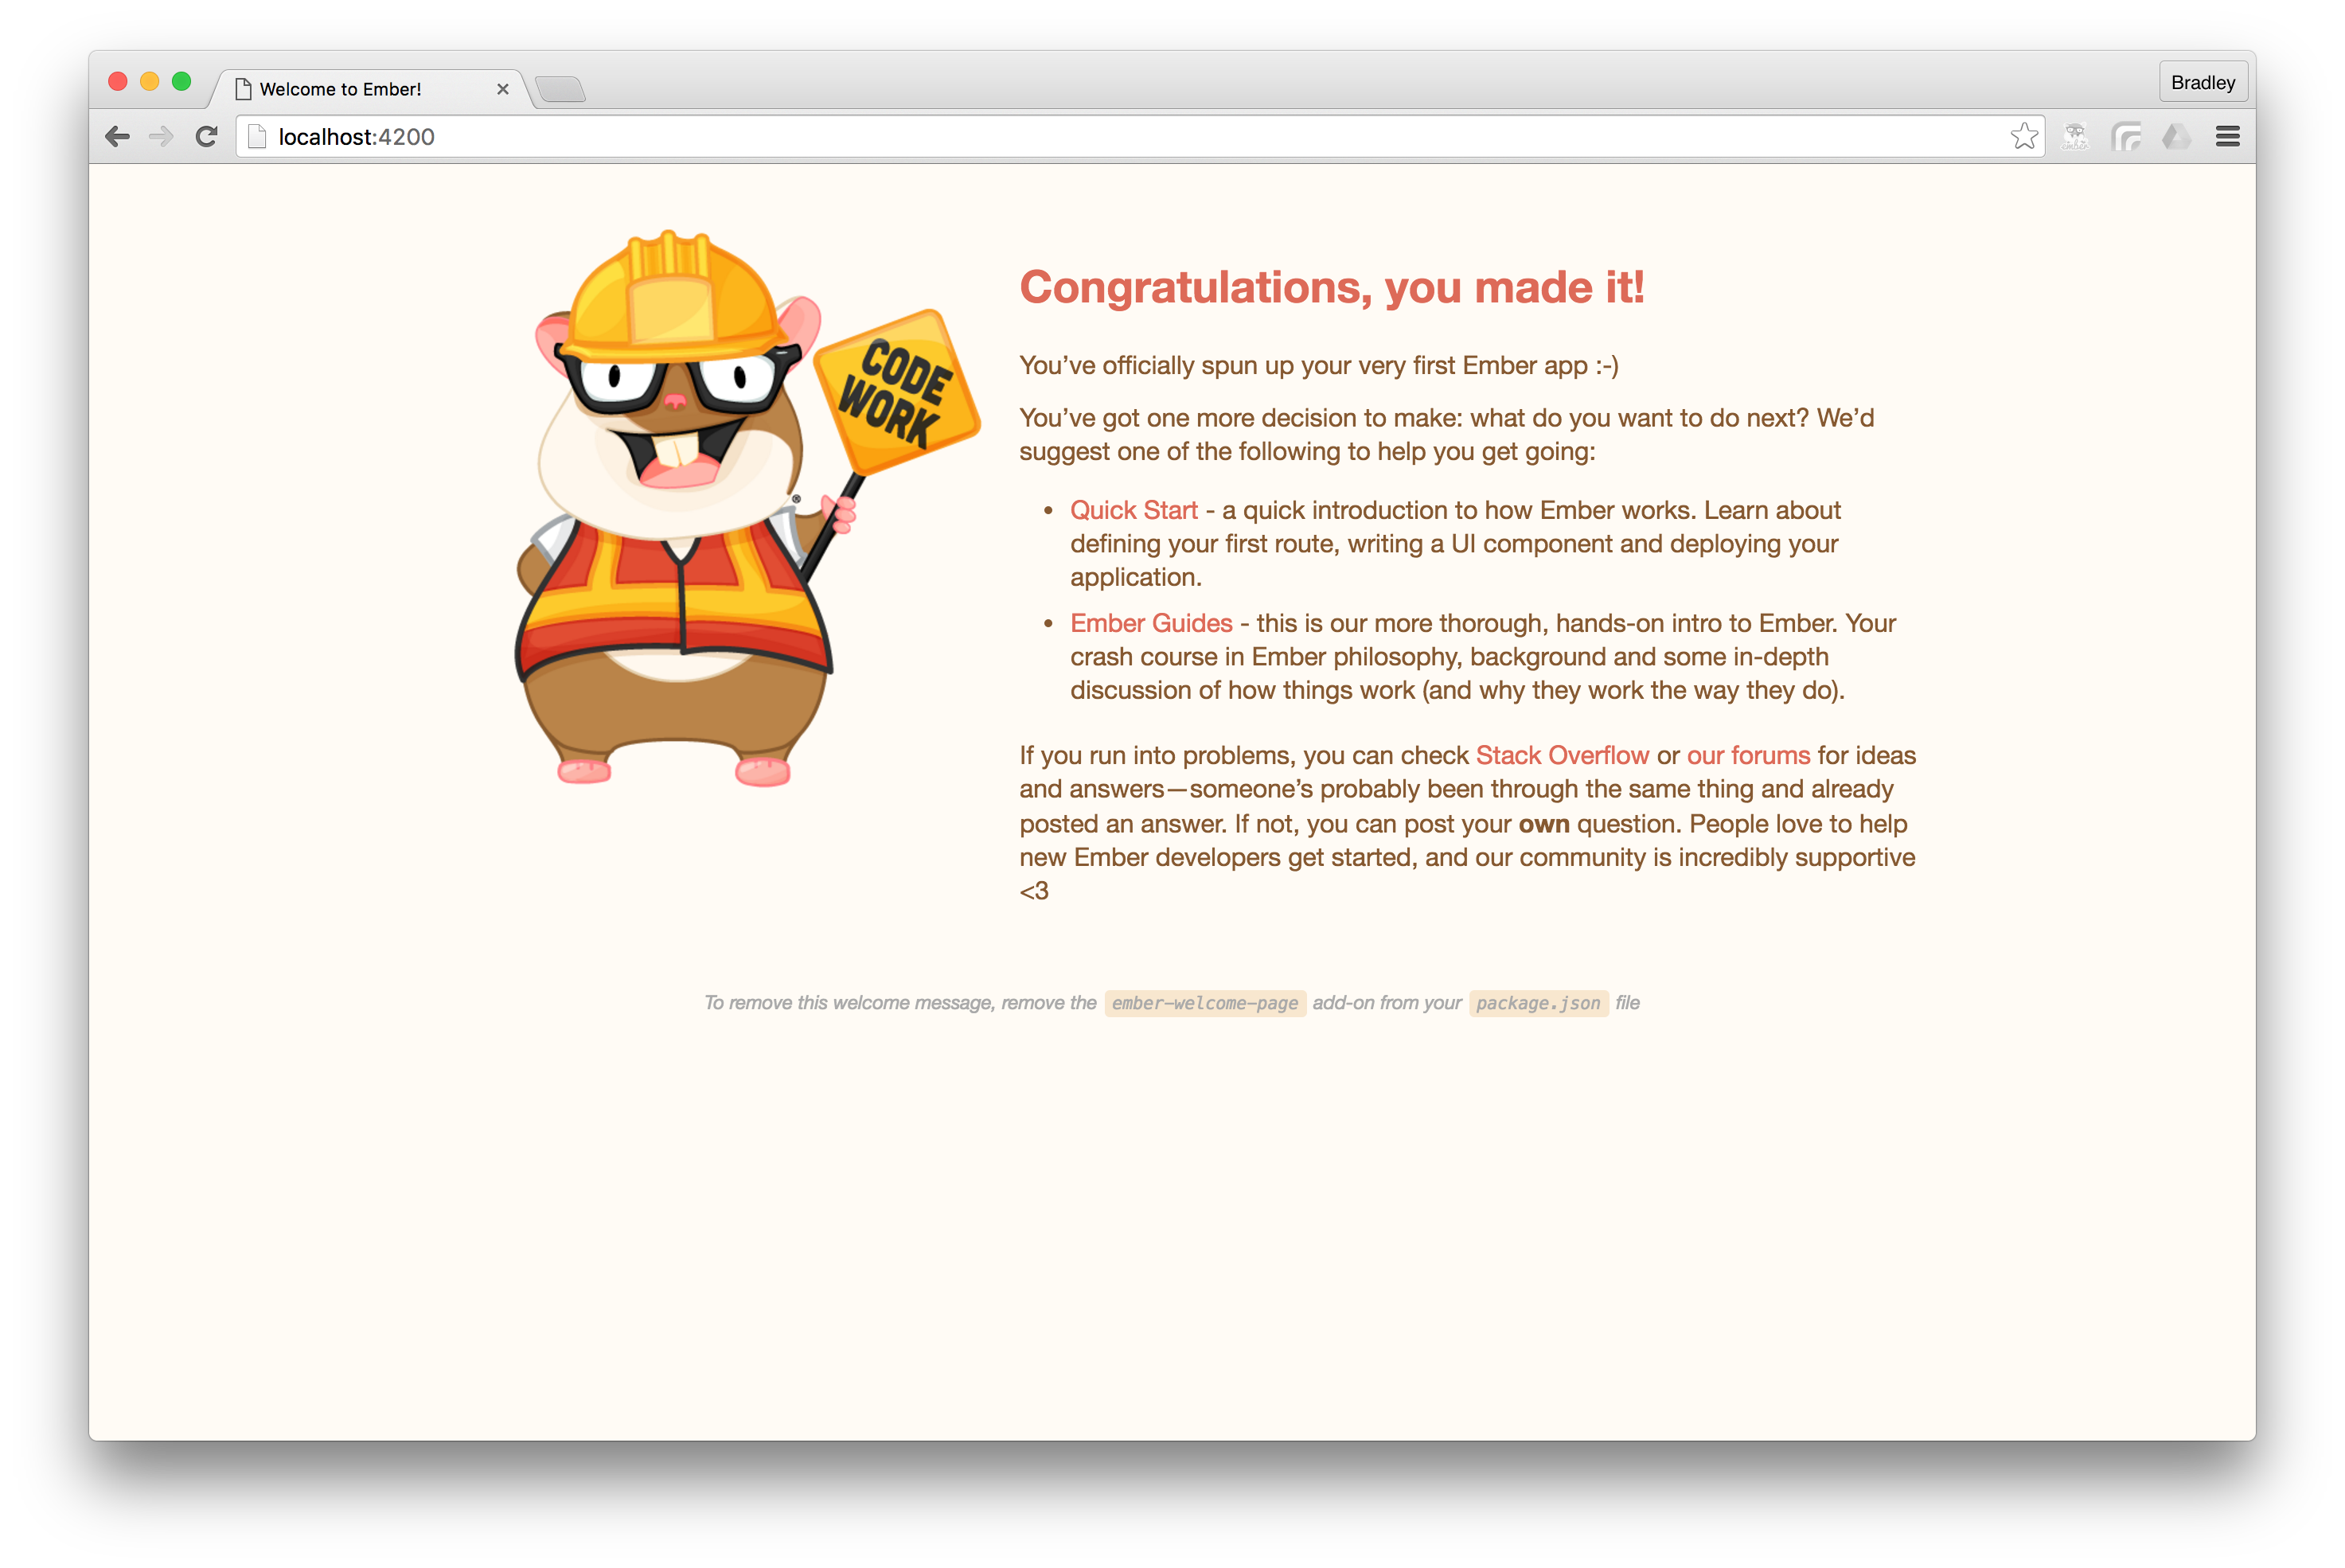 Welcome to Ember!
Bradley
localhost:4200
CODE
WORK
Congratulations, you made it!
You’ve officially spun up your very first Ember app :-)
You’ve got one more decision to make: what do you want to do next? We’d
suggest one of the following to help you get going:
• Quick Start - a quick introduction to how Ember works. Learn about
defining your first route, writing a UI component and deploying your
application.
• Ember Guides - this is our more thorough, hands-on intro to Ember. Your
crash course in Ember philosophy, background and some in-depth
discussion of how things work (and why they work the way they do).
If you run into problems, you can check Stack Overflow or our forums for ideas
and answers—someone’s probably been through the same thing and already
posted an answer. If not, you can post your own question. People love to help
new Ember developers get started, and our community is incredibly supportive
<3
To remove this welcome message, remove the ember-welcome-page add-on from your package.json file